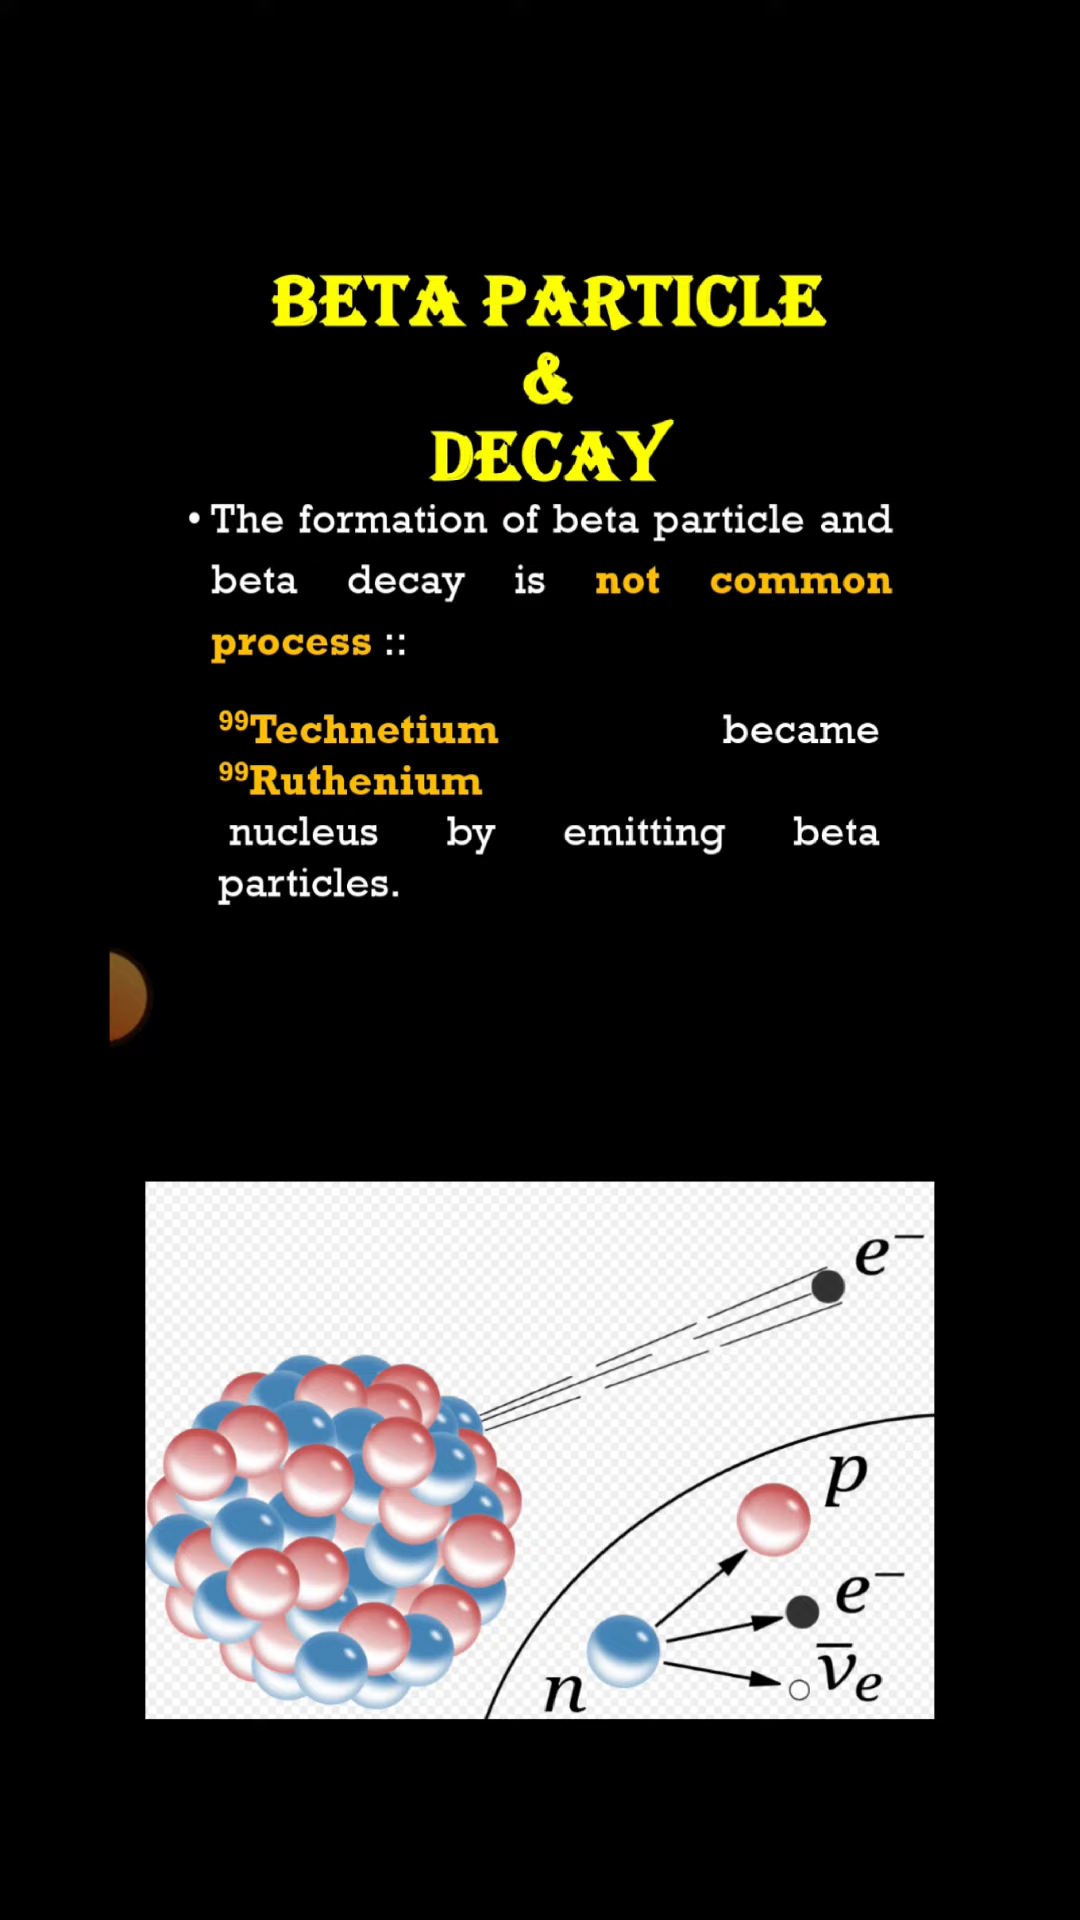 BETA PARTICLE
&
DECAY
• The formation of beta particle and
beta decay is not common
process ::
⁹⁹Technetium became
⁹⁹Ruthenium
nucleus by emitting beta
particles.
e⁻
p
e⁻
n
ν̅ₑ